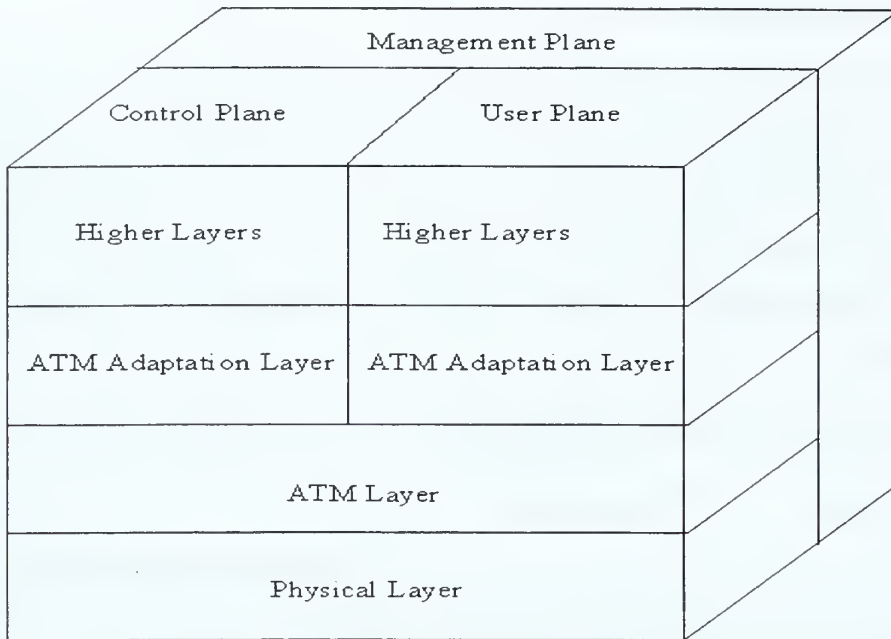 Management Plane
Control Plane
User Plane
Higher Layers
Higher Layers
ATM Adaptation Layer
ATM Adaptation Layer
ATM Layer
Physical Layer